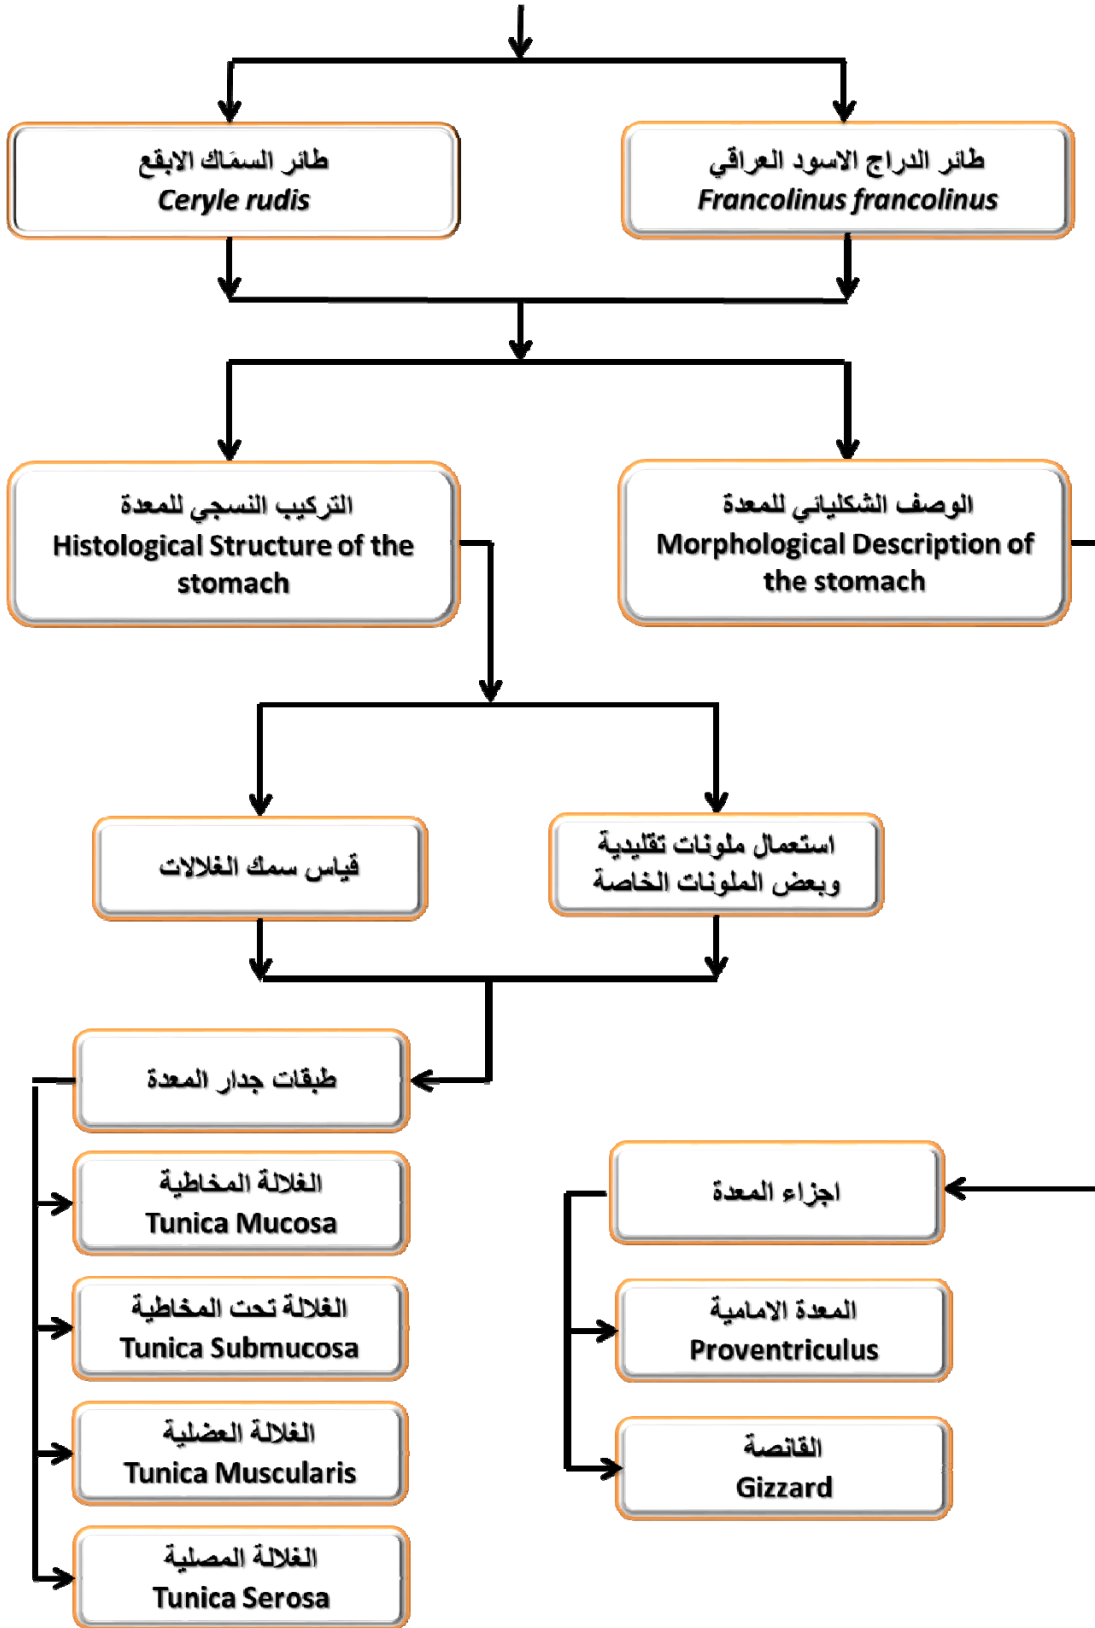 طائر الدراج الاسود العراقي
Francolinus francolinus
طائر السمّاك الابقع
Ceryle rudis
الوصف الشكليائي للمعدة
Morphological Description of
the stomach
التركيب النسجي للمعدة
Histological Structure of the
stomach
استعمال ملونات تقليدية
وبعض الملونات الخاصة
قياس سمك الغلالات
طبقات جدار المعدة
الغلالة المخاطية
Tunica Mucosa
الغلالة تحت المخاطية
Tunica Submucosa
الغلالة العضلية
Tunica Muscularis
الغلالة المصلية
Tunica Serosa
اجزاء المعدة
المعدة الامامية
Proventriculus
القانصة
Gizzard